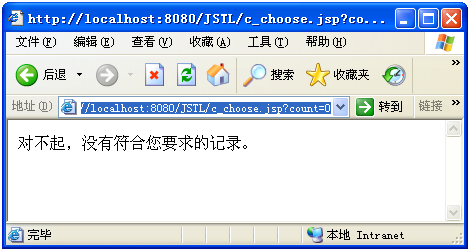 http://localhost:8080/JSTL/c_choose.jsp?co...
文件(F) 编辑(E) 查看(V) 收藏(A) 工具(T) 帮助(H)
后退 搜索 收藏夹
地址(D) //localhost:8080/JSTL/c_choose.jsp?count=0 转到 链接
对不起，没有符合您要求的记录。
完毕 本地 Intranet